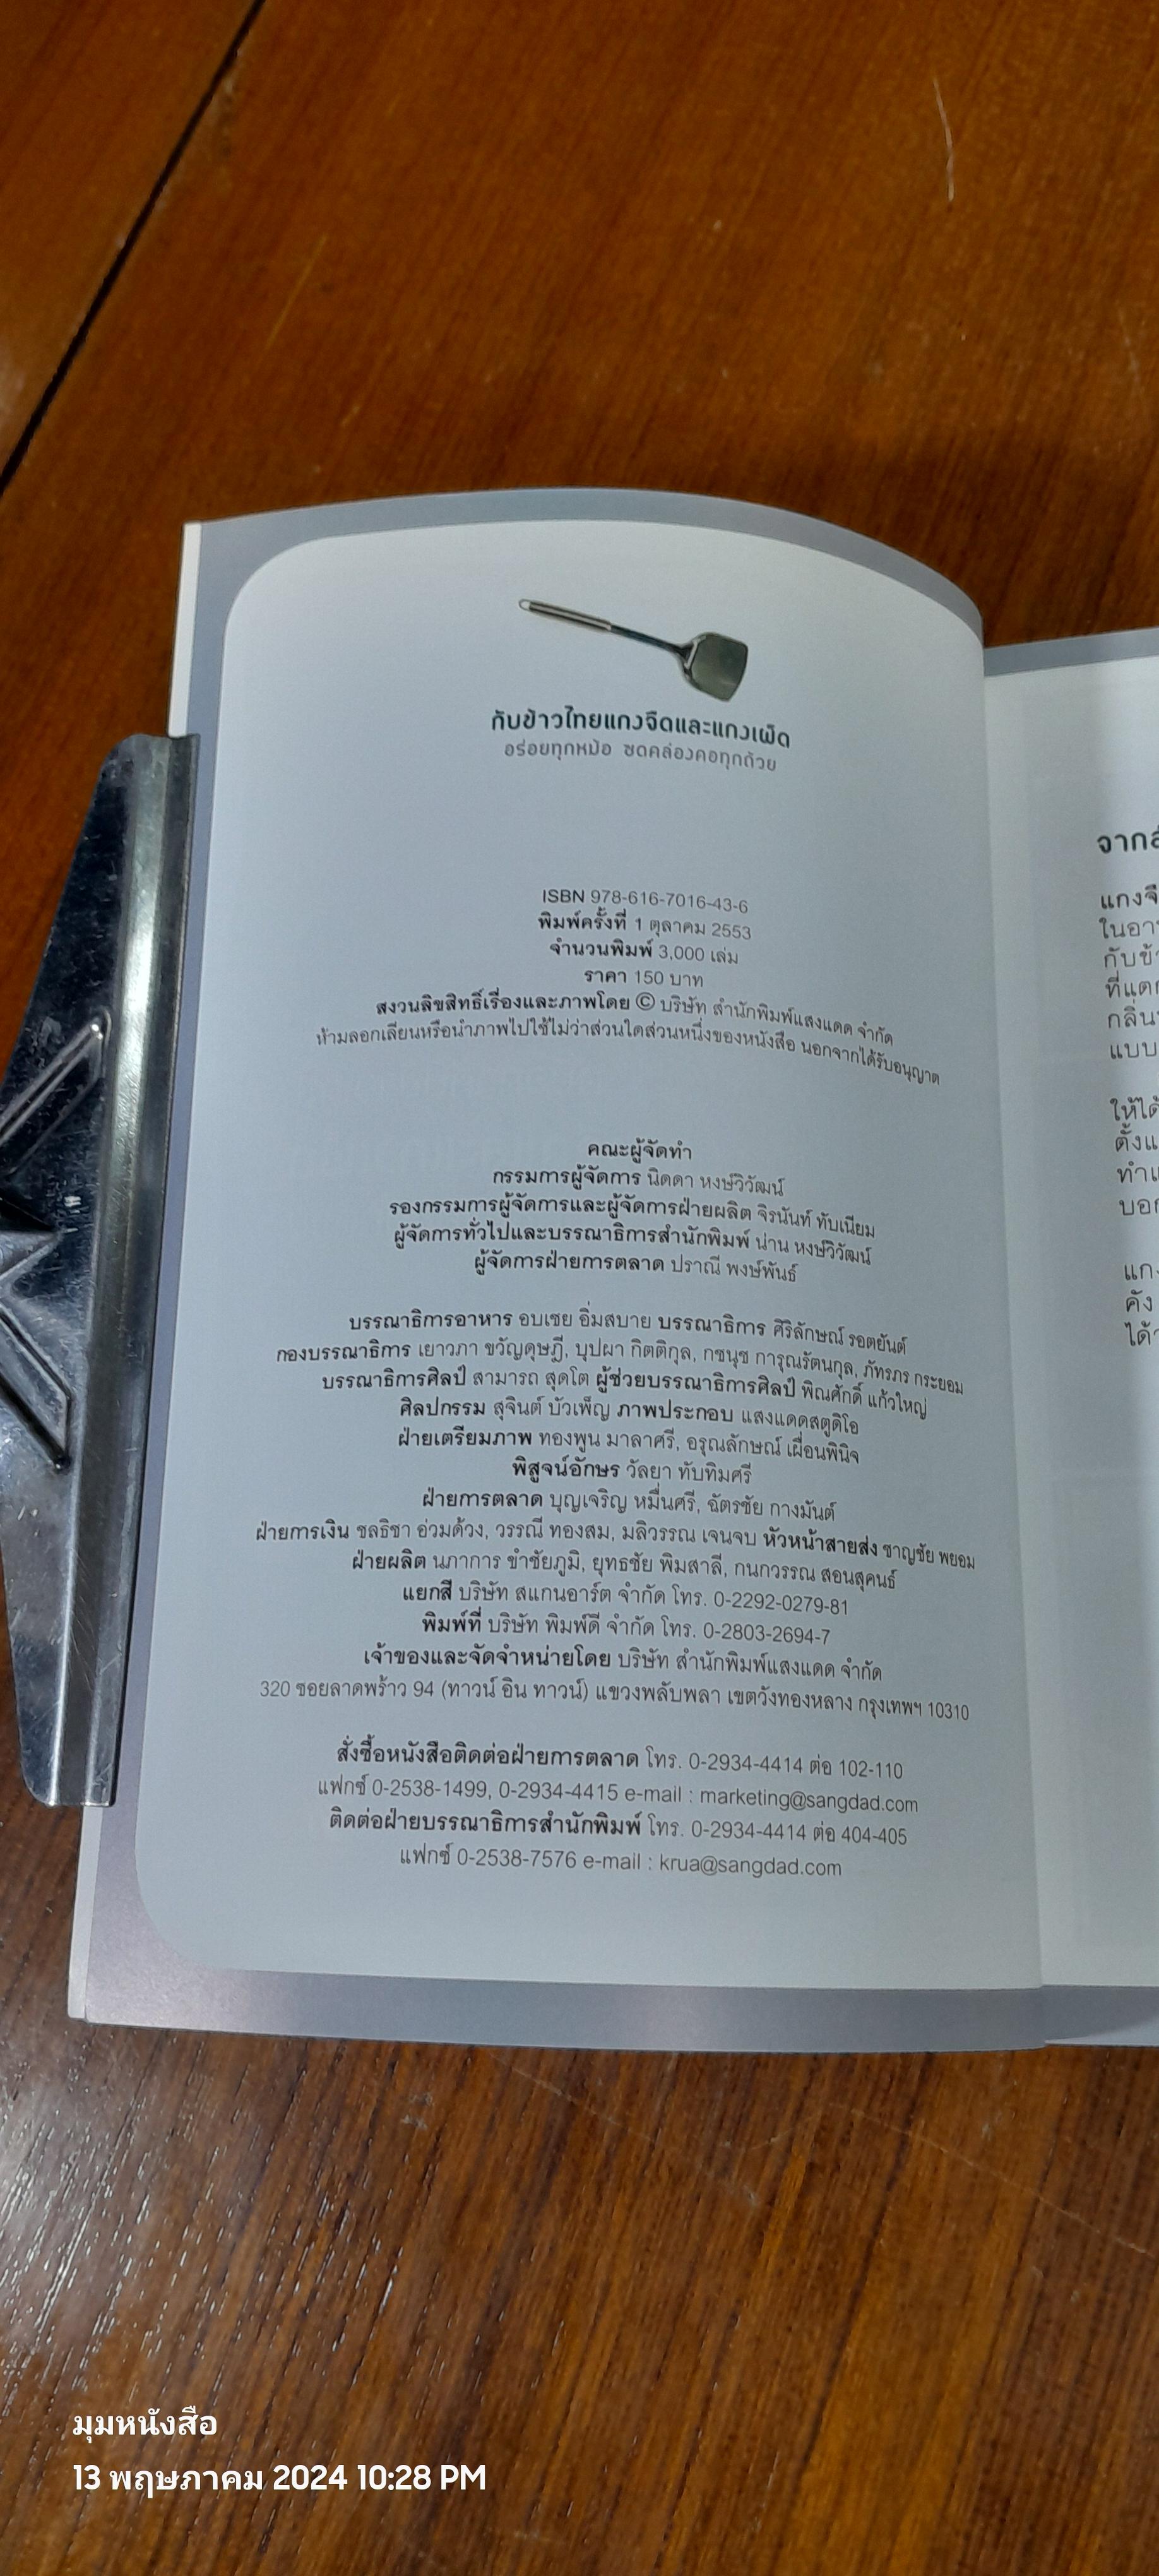 กับข้าวไทยแกงจืดและแกงเผ็ด
อร่อยทุกหม้อ ซดคล่องคอทุกถ้วย
ISBN 978-616-7016-43-6
พิมพ์ครั้งที่ 1 ตุลาคม 2553
จำนวนพิมพ์ 3,000 เล่ม
ราคา 150 บาท
สงวนลิขสิทธิ์เรื่องและภาพโดย © บริษัท สำนักพิมพ์แสงแดด จำกัด
ห้ามลอกเลียนหรือนำภาพไปใช้ไม่ว่าส่วนใดส่วนหนึ่งของหนังสือ นอกจากได้รับอนุญาต
คณะผู้จัดทำ
กรรมการผู้จัดการ นิดดา หงษ์วิวัฒน์
รองกรรมการผู้จัดการและผู้จัดการฝ่ายผลิต จิรนันท์ ทับเนียม
ผู้จัดการทั่วไปและบรรณาธิการสำนักพิมพ์ น่าน หงษ์วิวัฒน์
ผู้จัดการฝ่ายการตลาด ปราณี พงษ์พันธ์
บรรณาธิการอาหาร อบเชย อิ่มสบาย บรรณาธิการ ศิริลักษณ์ รอตยันต์
กองบรรณาธิการ เยาวภา ขวัญดุษฎี, บุปผา กิตติกุล, กชนุช การุณรัตนกุล, ภัทรภร กระยอม
บรรณาธิการศิลป์ สามารถ สุดโต ผู้ช่วยบรรณาธิการศิลป์ พิณศักดิ์ แก้วใหญ่
ศิลปกรรม สุจินต์ บัวเพ็ญ ภาพประกอบ แสงแดดสตูดิโอ
ฝ่ายเตรียมภาพ ทองพูน มาลาศรี, อรุณลักษณ์ เผื่อนพินิจ
พิสูจน์อักษร วัลยา ทับทิมศรี
ฝ่ายการตลาด บุญเจริญ หมื่นศรี, ฉัตรชัย กางมันต์
ฝ่ายการเงิน ชลธิชา อ่วมด้วง, วรรณี ทองสม, มลิวรรณ เจนจบ หัวหน้าสายส่ง ชาญชัย พยอม
ฝ่ายผลิต นภาการ ขำชัยภูมิ, ยุทธชัย พิมสาลี, กนกวรรณ สอนสุคนธ์
แยกสี บริษัท สแกนอาร์ต จำกัด โทร. 0-2292-0279-81
พิมพ์ที่ บริษัท พิมพ์ดี จำกัด โทร. 0-2803-2694-7
เจ้าของและจัดจำหน่ายโดย บริษัท สำนักพิมพ์แสงแดด จำกัด
320 ซอยลาดพร้าว 94 (ทาวน์ อิน ทาวน์) แขวงพลับพลา เขตวังทองหลาง กรุงเทพฯ 10310
สั่งซื้อหนังสือติดต่อฝ่ายการตลาด โทร. 0-2934-4414 ต่อ 102-110
แฟกซ์ 0-2538-1499, 0-2934-4415 e-mail : marketing@sangdad.com
ติดต่อฝ่ายบรรณาธิการสำนักพิมพ์ โทร. 0-2934-4414 ต่อ 404-405
แฟกซ์ 0-2538-7576 e-mail : krua@sangdad.com
แบบ
ตั้งแ
บอก
คัง
มุมหนังสือ
13 พฤษภาคม 2024 10:28 PM